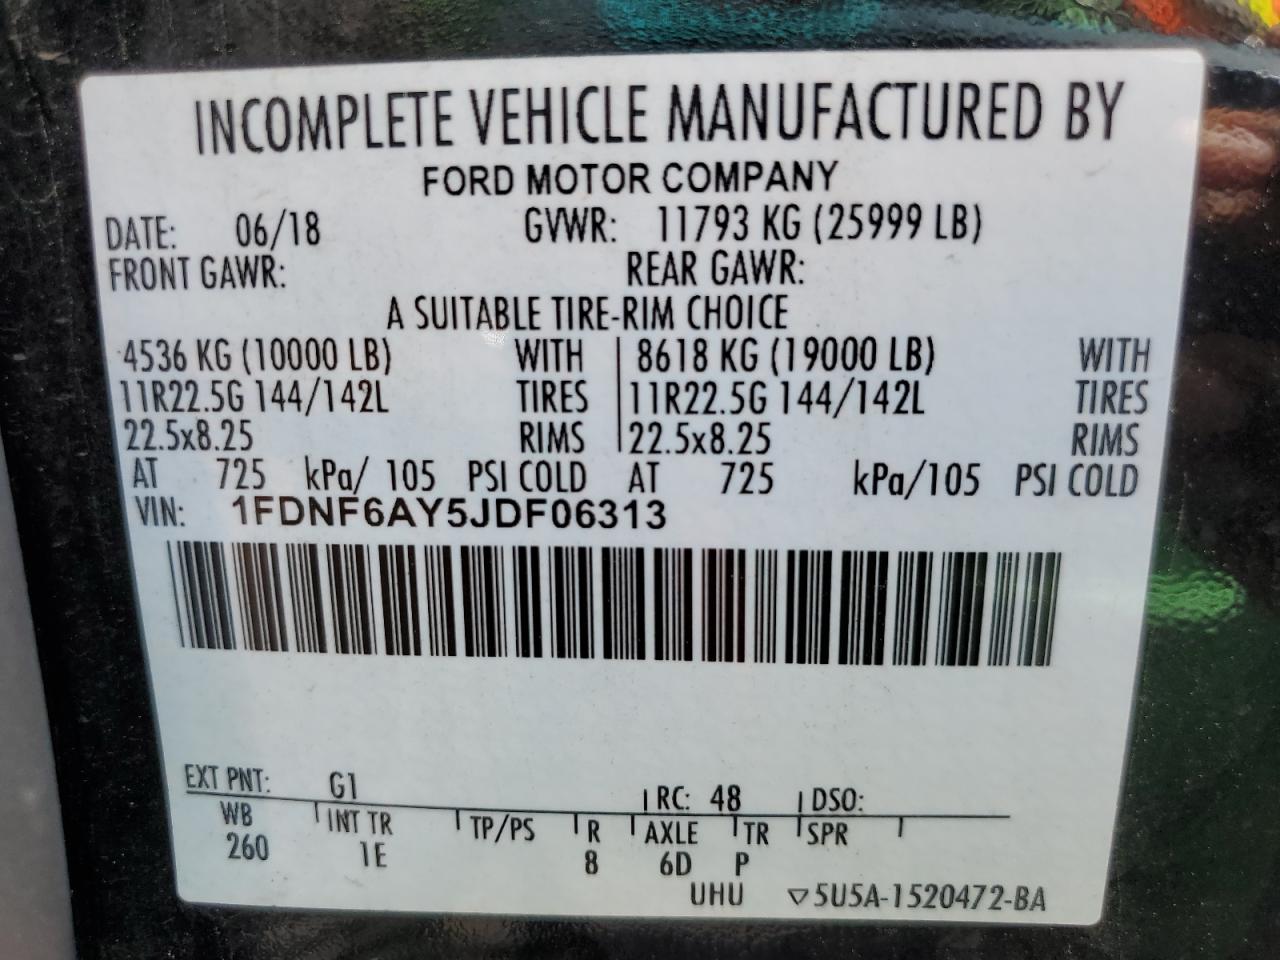 INCOMPLETE VEHICLE MANUFACTURED BY
FORD MOTOR COMPANY
DATE: 06/18 GVWR: 11793 KG (25999 LB)
FRONT GAWR: REAR GAWR:
A SUITABLE TIRE-RIM CHOICE
4536 KG (10000 LB) WITH 8618 KG (19000 LB) WITH
11R22.5G 144/142L TIRES 11R22.5G 144/142L TIRES
22.5x8.25 RIMS 22.5x8.25 RIMS
AT 725 kPa/ 105 PSI COLD AT 725 kPa/105 PSI COLD
VIN: 1FDNF6AY5JDF06313
EXT PNT: G1 RC: 48 DSO:
WB INT TR TP/PS R AXLE TR SPR
260 1E 8 6D P
UHU ▽5U5A-1520472-BA